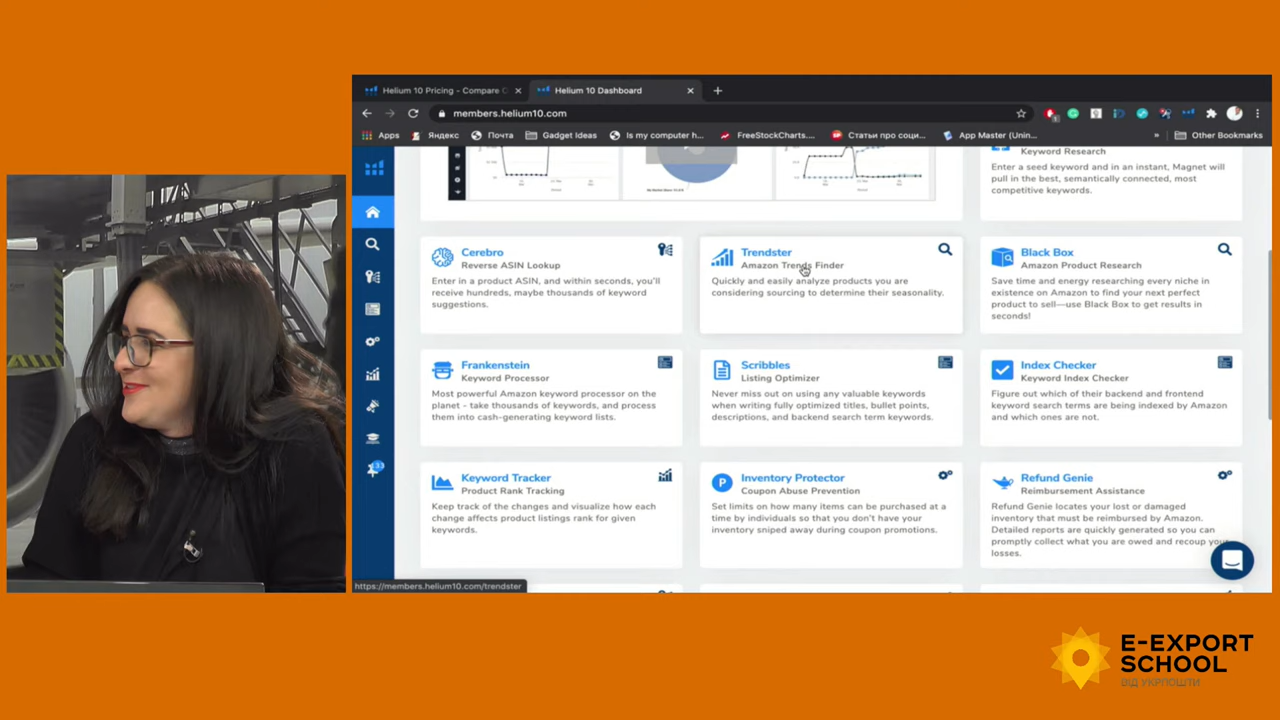 Helium 10 Pricing - Compare
Helium 10 Dashboard
members.helium10.com
Apps
Яндекс
Почта
Gadget Ideas
Is my computer h...
FreeStockCharts....
Статьи про соци...
App Master (Unin...
»
Other Bookmarks
Keyword Research
Enter a seed keyword and in an instant, Magnet will
pull in the best, semantically connected, most
competitive keywords.
Cerebro
Reverse ASIN Lookup
Enter in a product ASIN, and within seconds, you'll
receive hundreds, maybe thousands of keyword
suggestions.
Trendster
Amazon Trends Finder
Quickly and easily analyze products you are
considering sourcing to determine their seasonality.
Black Box
Amazon Product Research
Save time and energy researching every niche in
existence on Amazon to find your next perfect
product to sell—use Black Box to get results in
seconds!
Frankenstein
Keyword Processor
Most powerful Amazon keyword processor on the
planet - take thousands of keywords, and process
them into cash-generating keyword lists.
Scribbles
Listing Optimizer
Never miss out on using any valuable keywords
when writing fully optimized titles, bullet points,
descriptions, and backend search term keywords.
Index Checker
Keyword Index Checker
Figure out which of their backend and frontend
keyword search terms are being indexed by Amazon
and which ones are not.
Keyword Tracker
Product Rank Tracking
Keep track of the changes and visualize how each
change affects product listings rank for given
keywords.
P
Inventory Protector
Coupon Abuse Prevention
Set limits on how many items can be purchased at a
time by individuals so that you don't have your
inventory sniped away during coupon promotions.
Refund Genie
Reimbursement Assistance
Refund Genie locates your lost or damaged
inventory that must be reimbursed by Amazon.
Detailed reports are quickly generated so you can
promptly collect what you are owed and recoup your
losses.
https://members.helium10.com/trendster
E-EXPORT
SCHOOL
ВІД УКРПОШТИ